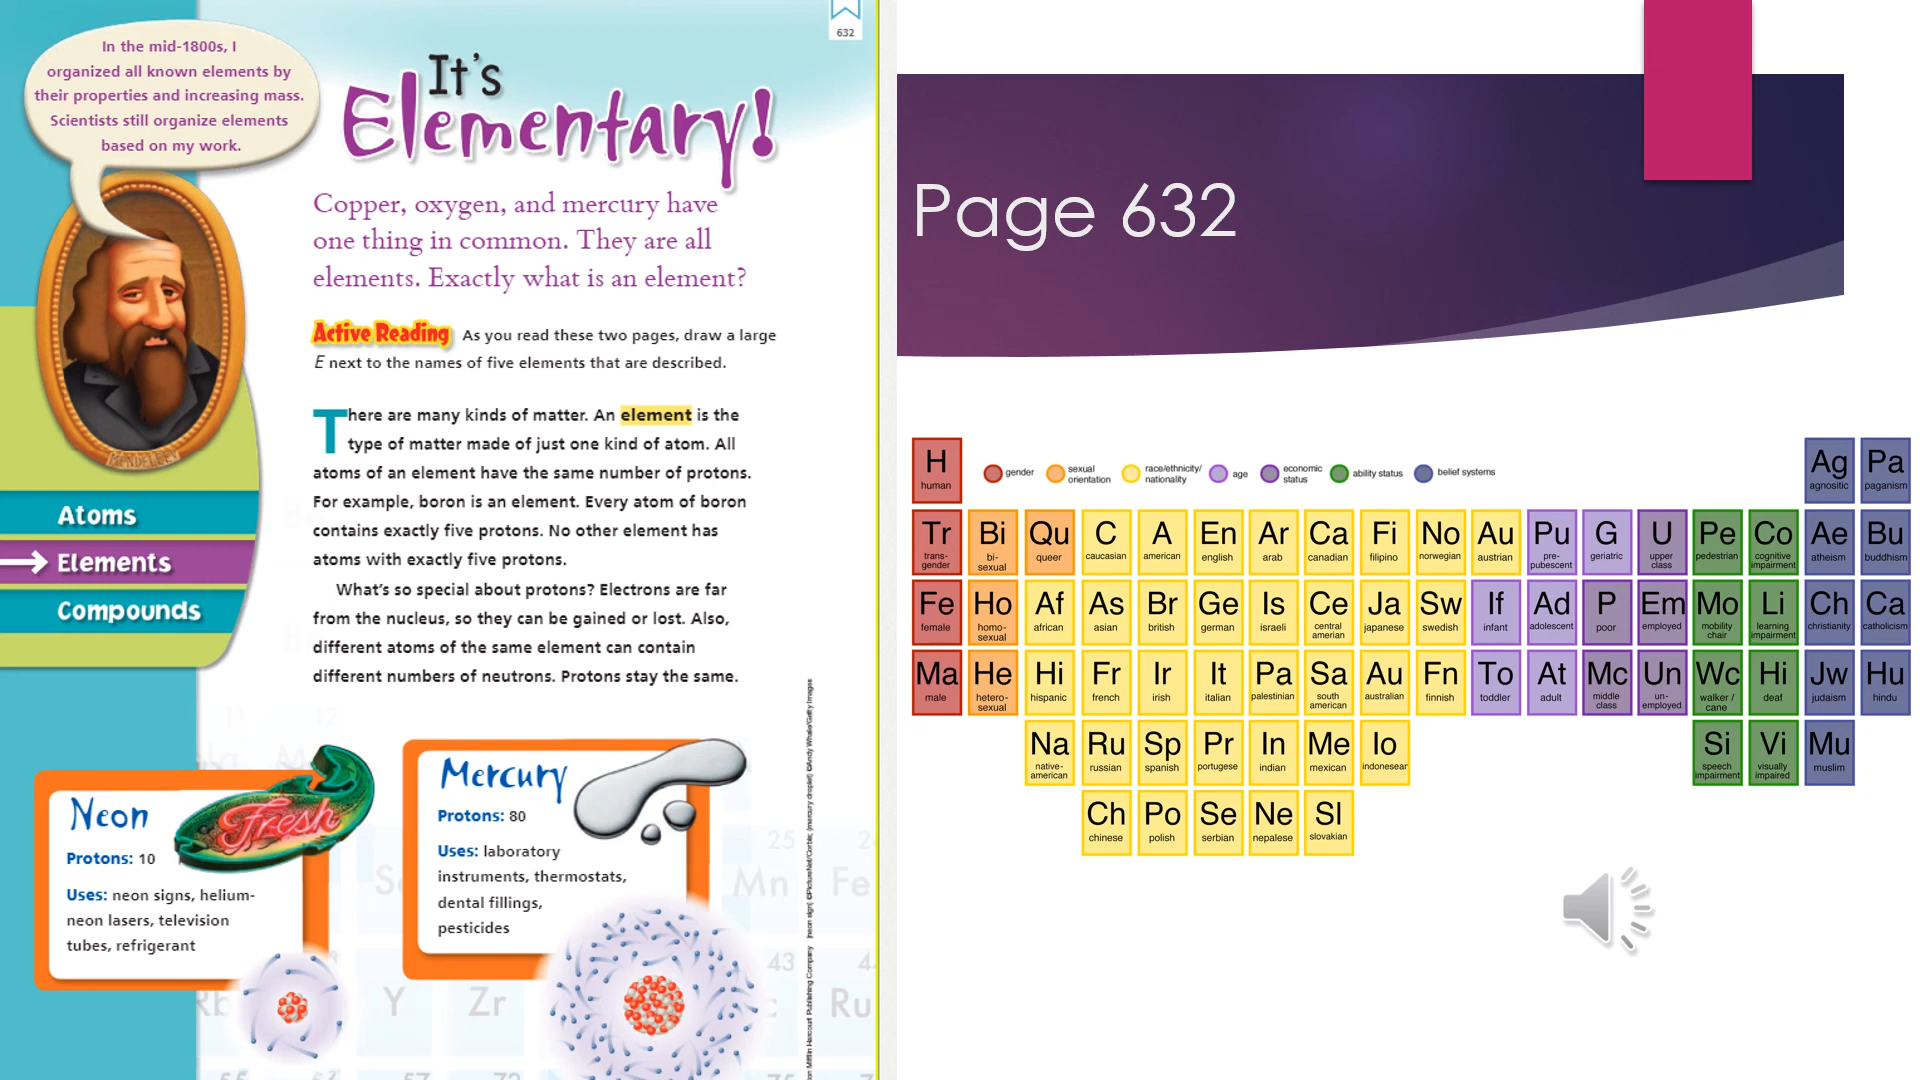 In the mid-1800s, I
organized all known elements by
their properties and increasing mass.
Scientists still organize elements
based on my work.
MENDELEEV
Atoms
Elements
Compounds
632
It's
Elementary!
Copper, oxygen, and mercury have
one thing in common. They are all
elements. Exactly what is an element?
Active Reading As you read these two pages, draw a large
E next to the names of five elements that are described.
There are many kinds of matter. An element is the
type of matter made of just one kind of atom. All
atoms of an element have the same number of protons.
For example, boron is an element. Every atom of boron
contains exactly five protons. No other element has
atoms with exactly five protons.
What's so special about protons? Electrons are far
from the nucleus, so they can be gained or lost. Also,
different atoms of the same element can contain
different numbers of neutrons. Protons stay the same.
Neon
Protons: 10
Uses: neon signs, helium-
neon lasers, television
tubes, refrigerant
Fresh
Mercury
Protons: 80
Uses: laboratory
instruments, thermostats,
dental fillings,
pesticides
11 12
25
Mn Fe
43
Rb Y Zr Ru
Page 632
gender
sexual
orientation
race/ethnicity/
nationality
age
economic
status
ability status
belief systems
H Ag Pa
human agnositic paganism
Tr Bi Qu C A En Ar Ca Fi No Au Pu G U Pe Co Ae Bu
trans-
gender bi-
sexual queer caucasian american english arab canadian filipino norwegian austrian pre-
pubescent geriatric upper
class pedestrian cognitive
impairment atheism buddhism
Fe Ho Af As Br Ge Is Ce Ja Sw If Ad P Em Mo Li Ch Ca
female homo-
sexual african asian british german israeli central
amerian japanese swedish infant adolescent poor employed mobility
chair learning
impairment christianity catholicism
Ma He Hi Fr Ir It Pa Sa Au Fn To At Mc Un Wc Hi Jw Hu
male hetero-
sexual hispanic french irish italian palestinian south
american australian finnish toddler adult middle
class un-
employed walker /
cane deaf judaism hindu
Na Ru Sp Pr In Me Io Si Vi Mu
native-
american russian spanish portugese indian mexican indonesean speech
impairment visually
impaired muslim
Ch Po Se Ne Sl
chinese polish serbian nepalese slovakian